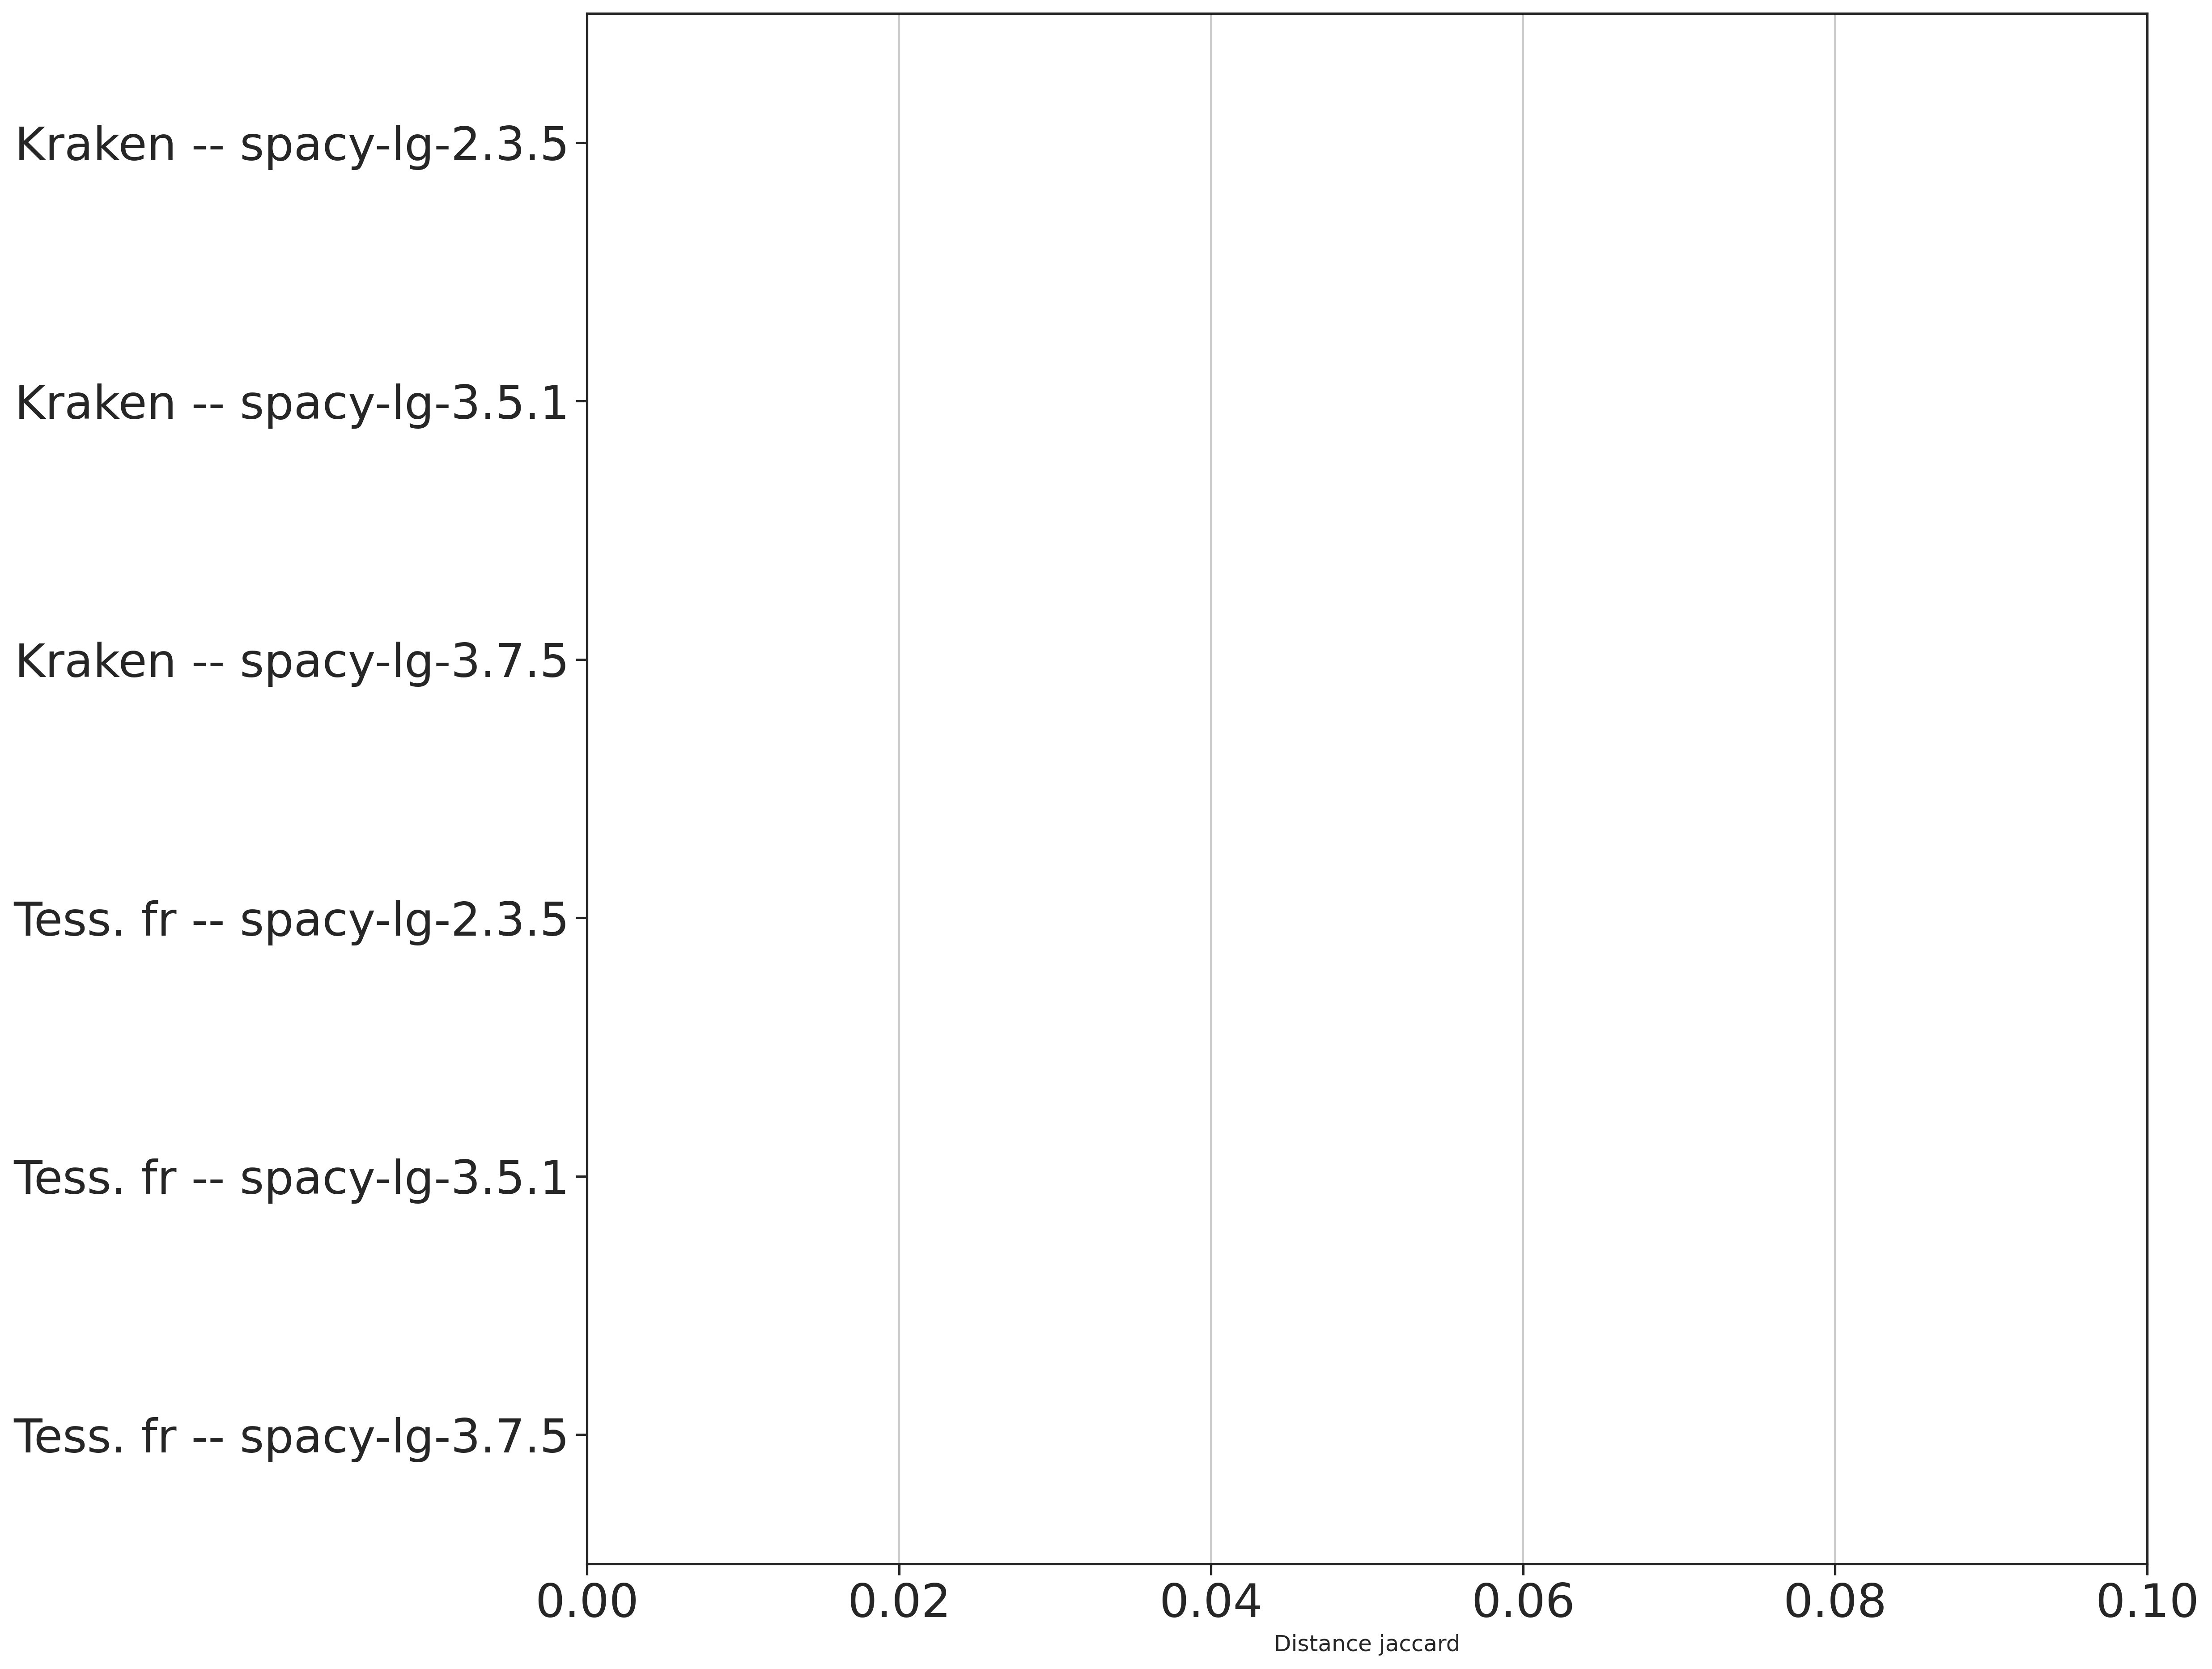 Kraken -- spacy-lg-2.3.5
Kraken -- spacy-lg-3.5.1
Kraken -- spacy-lg-3.7.5
Tess. fr -- spacy-lg-2.3.5
Tess. fr -- spacy-lg-3.5.1
Tess. fr -- spacy-lg-3.7.5
0.00 0.02 0.04 0.06 0.08 0.10
Distance jaccard